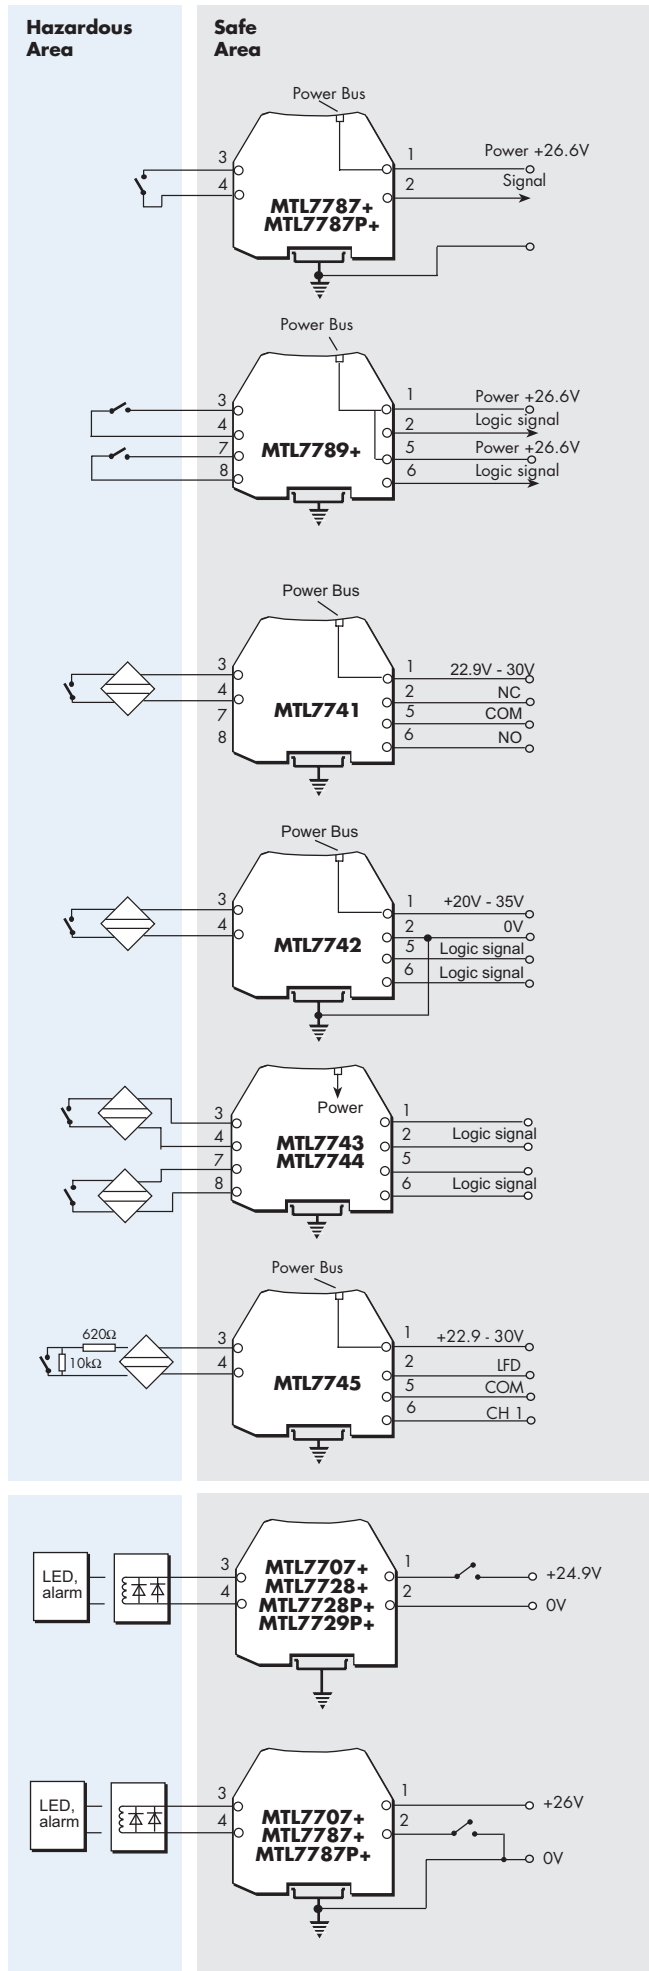 Hazardous
Area
Safe
Area
Power Bus
3
4
MTL7787+
MTL7787P+
1
Power +26.6V
2
Signal
Power Bus
3
4
7
8
MTL7789+
1
Power +26.6V
2
Logic signal
5
Power +26.6V
6
Logic signal
Power Bus
3
4
7
8
MTL7741
1
22.9V - 30V
2
NC
5
COM
6
NO
Power Bus
3
4
MTL7742
1
+20V - 35V
2
0V
5
Logic signal
6
Logic signal
Power
3
4
7
8
MTL7743
MTL7744
1
2
Logic signal
5
6
Logic signal
Power Bus
620Ω
10kΩ
3
4
MTL7745
1
+22.9 - 30V
2
LFD
5
COM
6
CH 1
LED,
alarm
3
4
MTL7707+
MTL7728+
MTL7728P+
MTL7729P+
1
+24.9V
2
0V
LED,
alarm
3
4
MTL7707+
MTL7787+
MTL7787P+
1
+26V
2
0V